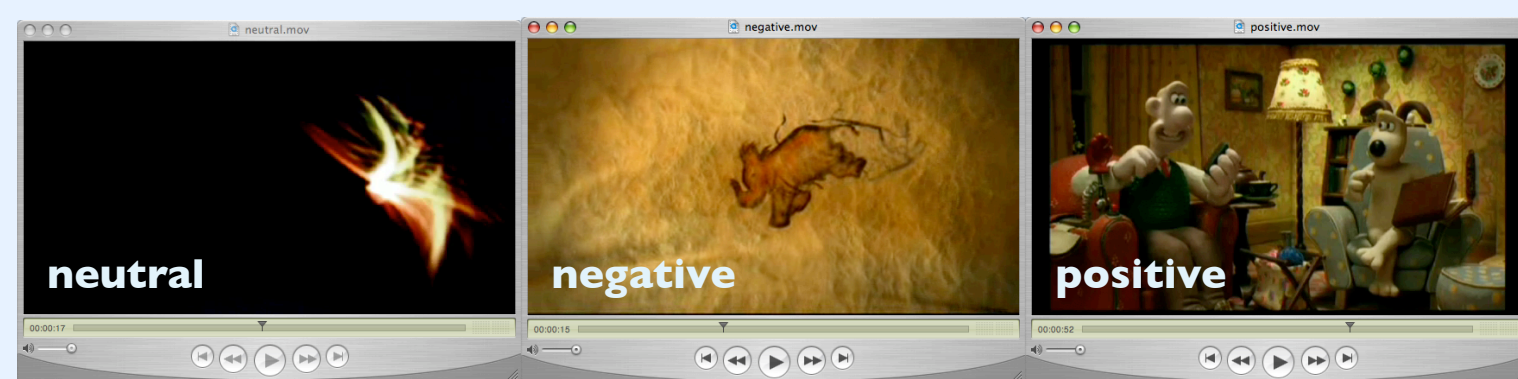 neutral.mov
neutral
00:00:17
negative.mov
negative
00:00:15
positive.mov
positive
00:00:52